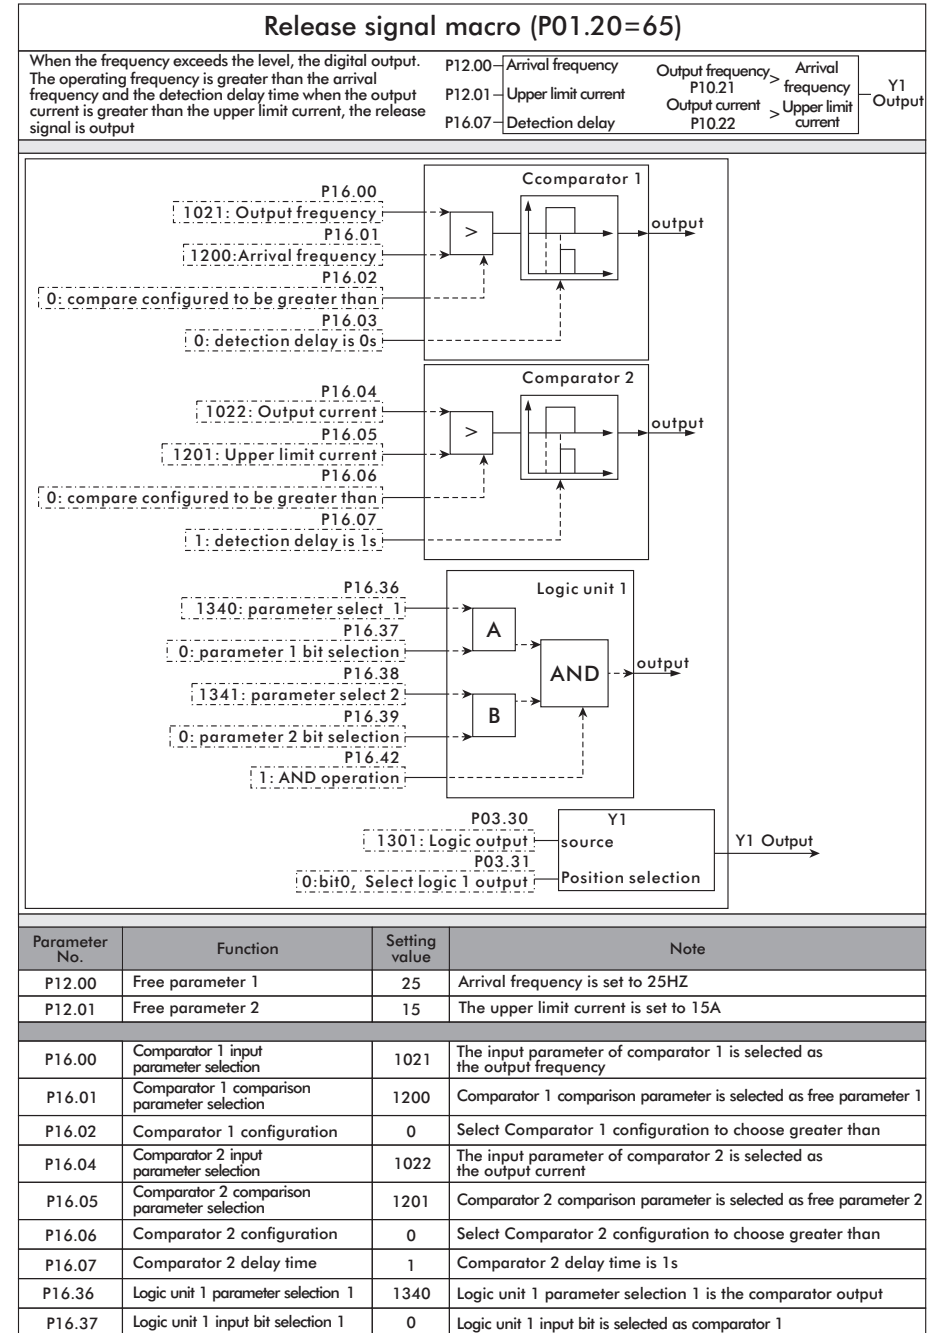 Release signal macro (P01.20=65)
When the frequency exceeds the level, the digital output.
The operating frequency is greater than the arrival
frequency and the detection delay time when the output
current is greater than the upper limit current, the release
signal is output
P12.00 Arrival frequency
P12.01 Upper limit current
P16.07 Detection delay
Output frequency > Arrival
P10.21 frequency
Output current > Upper limit
P10.22 current
Y1
Output
Ccomparator 1
P16.00
1021: Output frequency
P16.01
1200:Arrival frequency
P16.02
0: compare configured to be greater than
P16.03
0: detection delay is 0s
>
output
Comparator 2
P16.04
1022: Output current
P16.05
1201: Upper limit current
P16.06
0: compare configured to be greater than
P16.07
1: detection delay is 1s
>
output
Logic unit 1
P16.36
1340: parameter select 1
P16.37
0: parameter 1 bit selection
P16.38
1341: parameter select 2
P16.39
0: parameter 2 bit selection
P16.42
1: AND operation
A
B
AND
output
P03.30
1301: Logic output
P03.31
0:bit0, Select logic 1 output
Y1
source
Position selection
Y1 Output
Parameter No. Function Setting value Note
P12.00 Free parameter 1 25 Arrival frequency is set to 25HZ
P12.01 Free parameter 2 15 The upper limit current is set to 15A
P16.00 Comparator 1 input parameter selection 1021 The input parameter of comparator 1 is selected as the output frequency
P16.01 Comparator 1 comparison parameter selection 1200 Comparator 1 comparison parameter is selected as free parameter 1
P16.02 Comparator 1 configuration 0 Select Comparator 1 configuration to choose greater than
P16.04 Comparator 2 input parameter selection 1022 The input parameter of comparator 2 is selected as the output current
P16.05 Comparator 2 comparison parameter selection 1201 Comparator 2 comparison parameter is selected as free parameter 2
P16.06 Comparator 2 configuration 0 Select Comparator 2 configuration to choose greater than
P16.07 Comparator 2 delay time 1 Comparator 2 delay time is 1s
P16.36 Logic unit 1 parameter selection 1 1340 Logic unit 1 parameter selection 1 is the comparator output
P16.37 Logic unit 1 input bit selection 1 0 Logic unit 1 input bit is selected as comparator 1